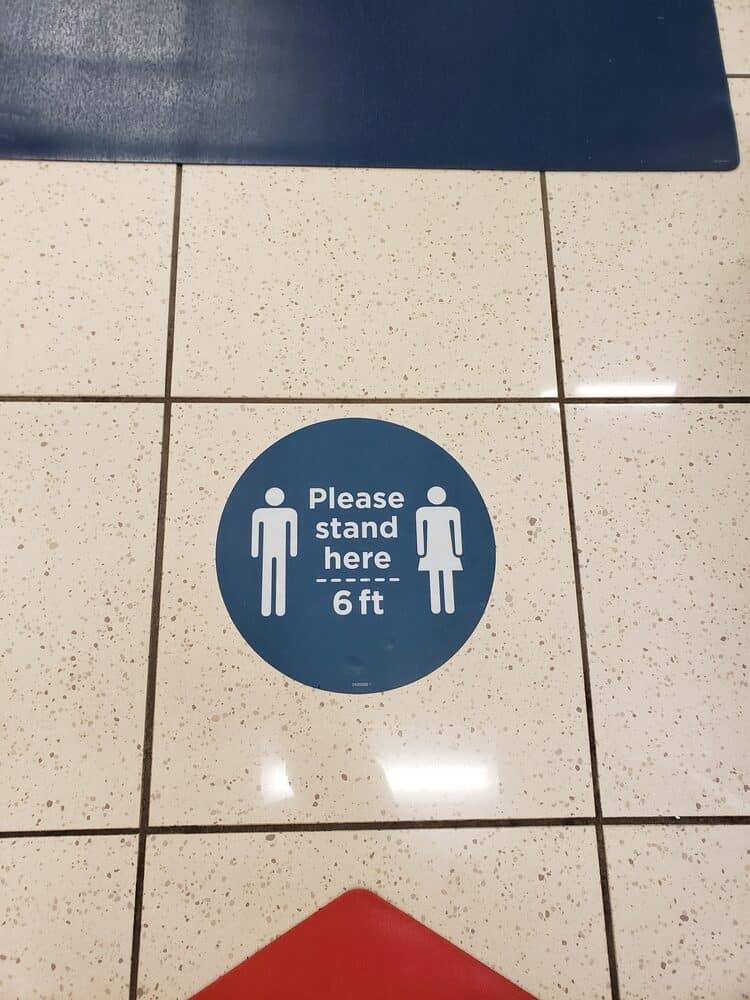 Please
stand
here
6 ft